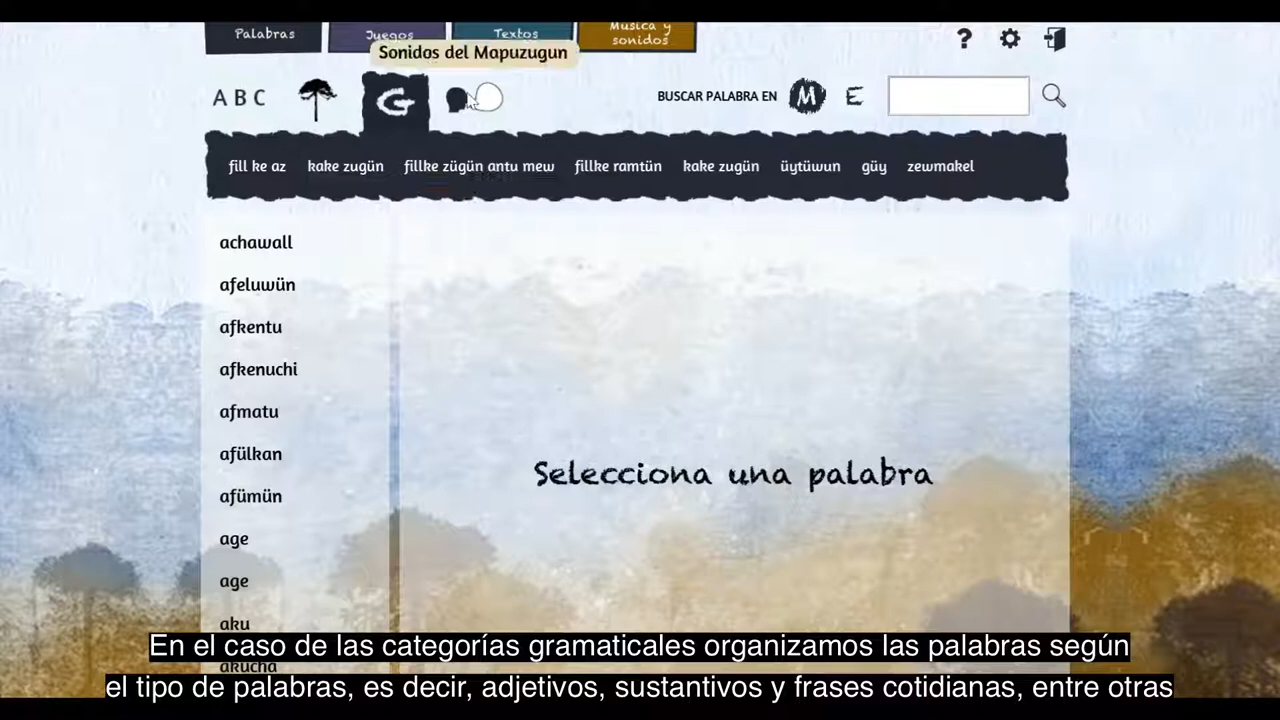 Palabras
Juegos
Textos
Música y
sonidos
?
Sonidos del Mapuzugun
A B C
G
BUSCAR PALABRA EN
M
E
fill ke az
kake zugün
fillke zügün antu mew
fillke ramtün
kake zugün
üytüwun
güy
zewmakel
achawall
afeluwün
afkentu
afkenuchi
afmatu
afülkan
afümün
age
age
aku
akucha
Selecciona una palabra
En el caso de las categorías gramaticales organizamos las palabras según
el tipo de palabras, es decir, adjetivos, sustantivos y frases cotidianas, entre otras